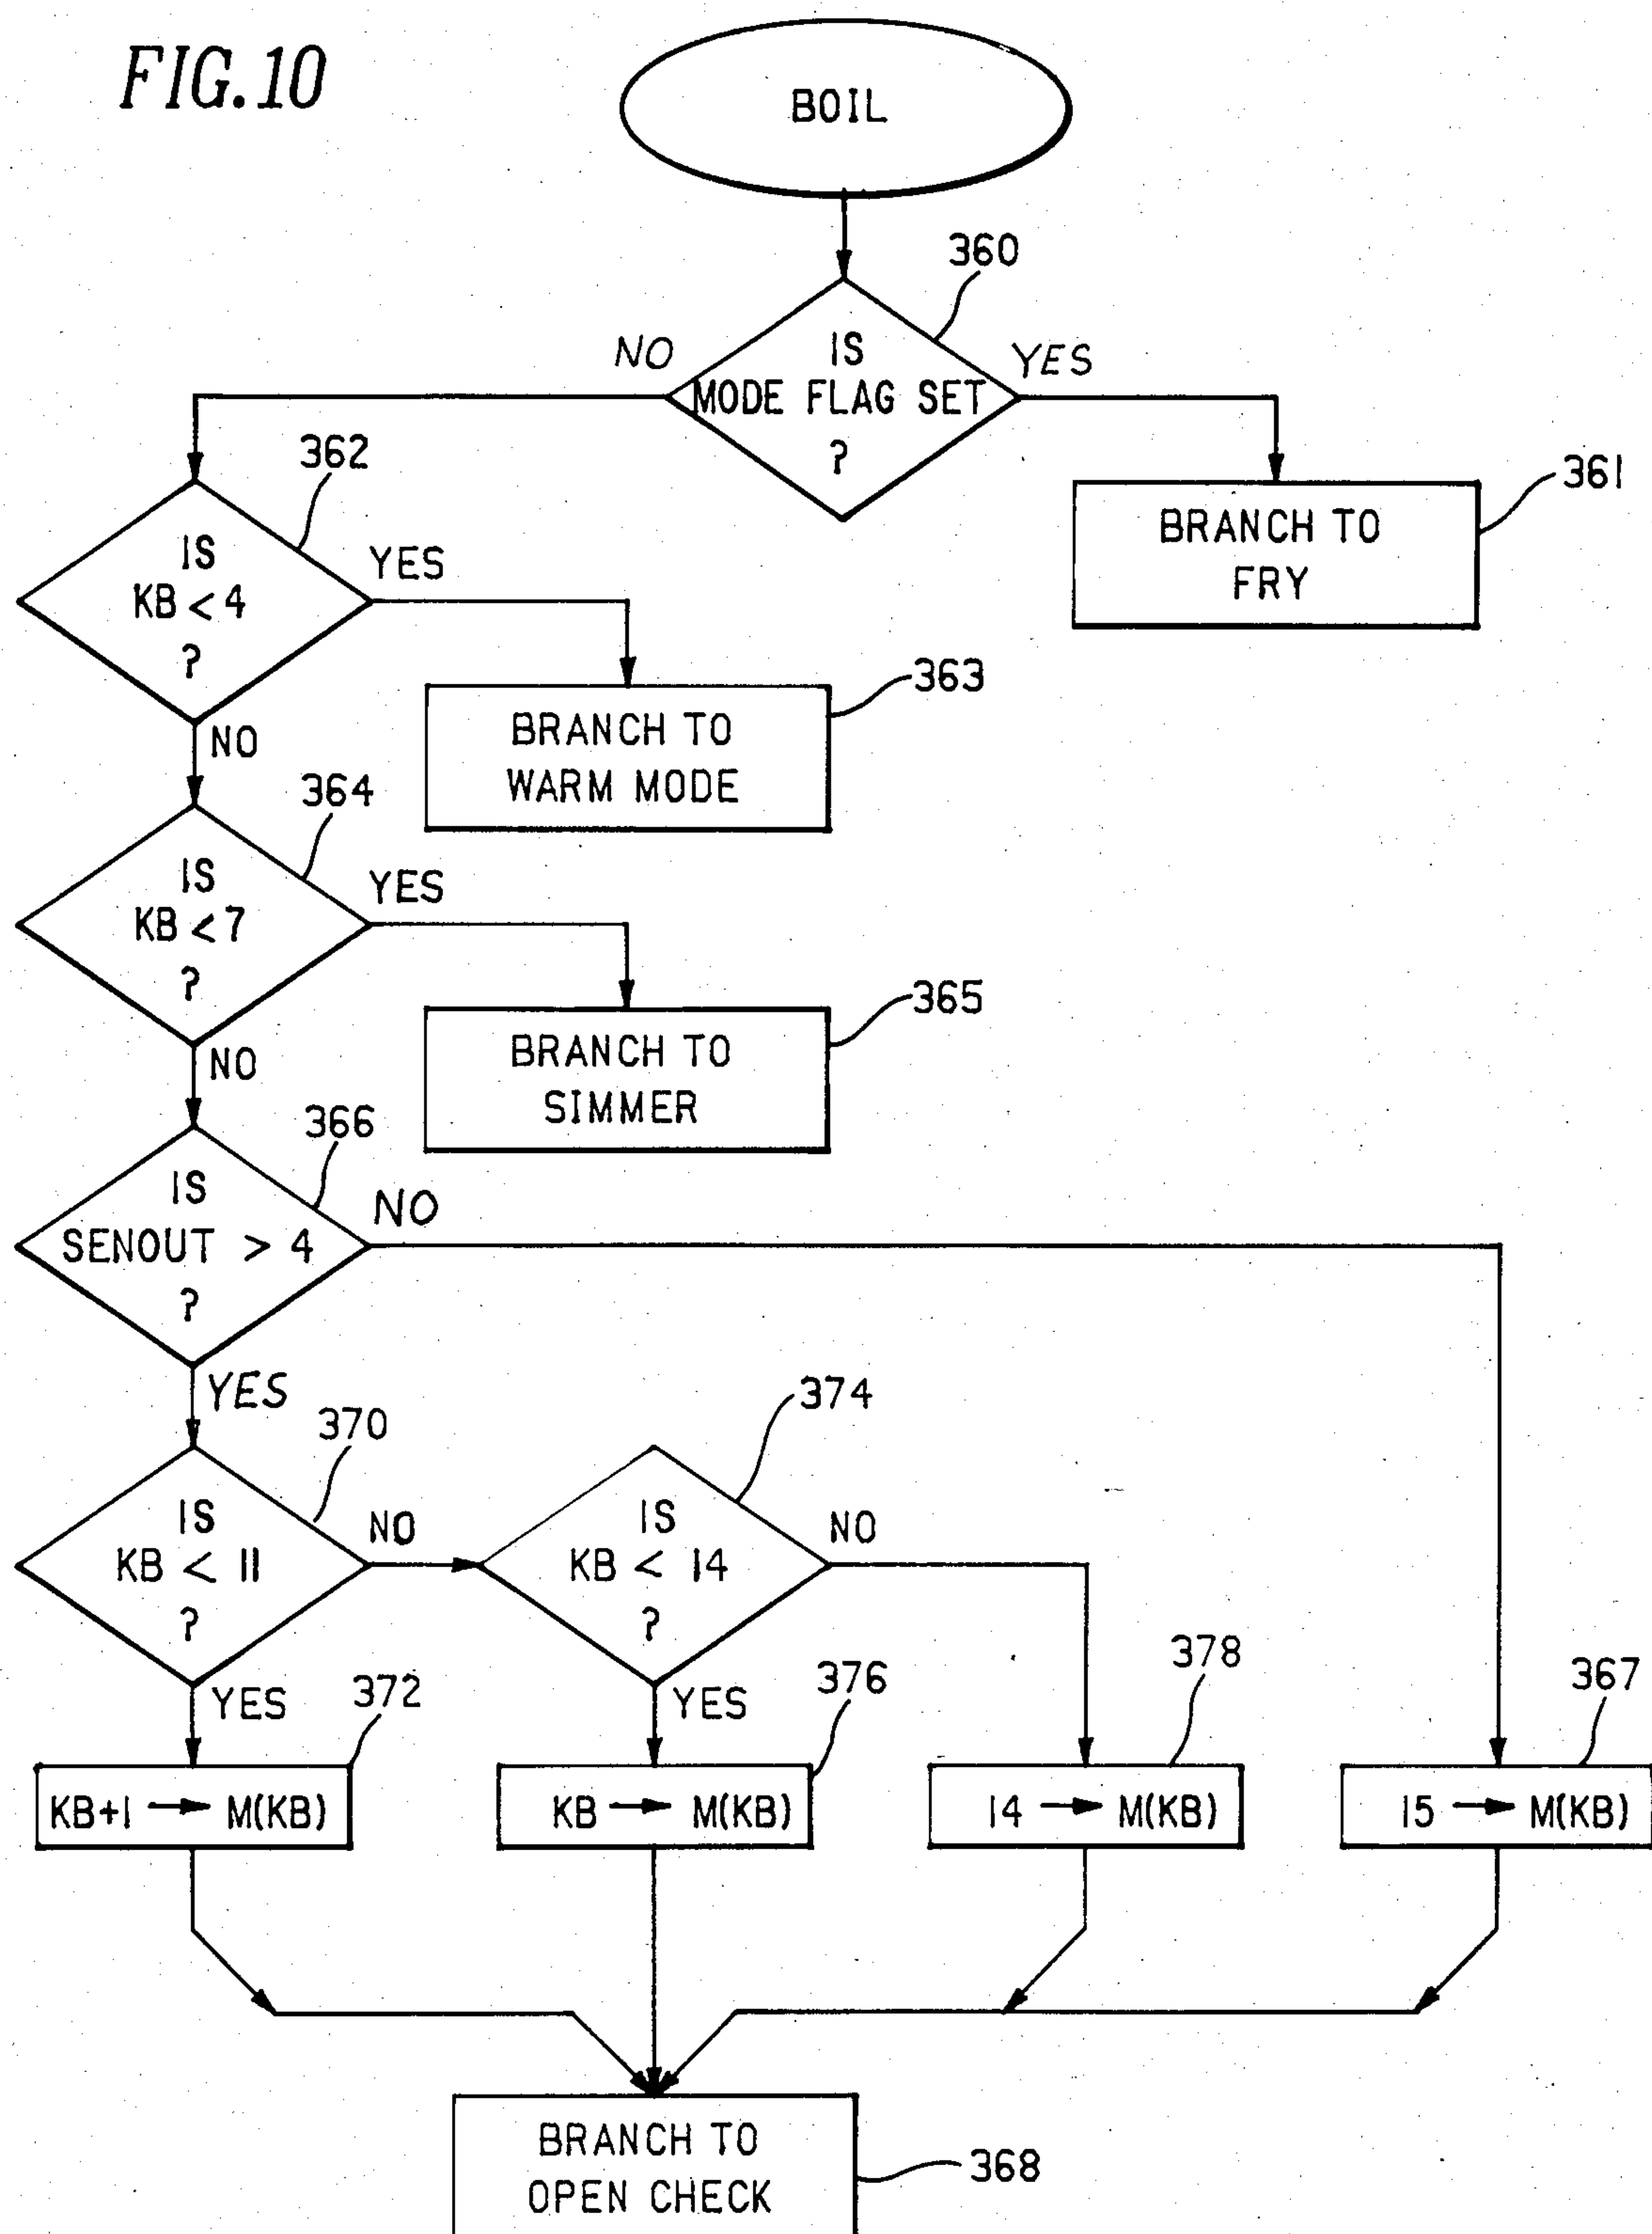 FIG.10
BOIL
360
IS
MODE FLAG SET
?
NO
YES
361
BRANCH TO
FRY
362
IS
KB < 4
?
YES
NO
363
BRANCH TO
WARM MODE
364
IS
KB < 7
?
YES
NO
365
BRANCH TO
SIMMER
366
IS
SENOUT > 4
?
NO
YES
370
IS
KB < 11
?
NO
YES
374
IS
KB < 14
?
NO
YES
372
KB+1 → M(KB)
376
KB → M(KB)
378
14 → M(KB)
367
15 → M(KB)
BRANCH TO
OPEN CHECK
368